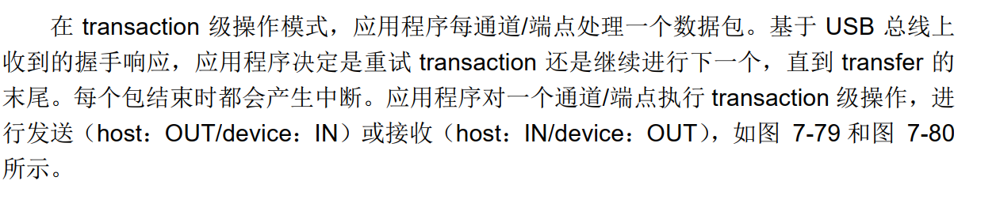 在 transaction 级操作模式，应用程序每通道/端点处理一个数据包。基于 USB 总线上
收到的握手响应，应用程序决定是重试 transaction 还是继续进行下一个，直到 transfer 的
末尾。每个包结束时都会产生中断。应用程序对一个通道/端点执行 transaction 级操作，进
行发送（host：OUT/device：IN）或接收（host：IN/device：OUT），如图 7-79 和图 7-80
所示。